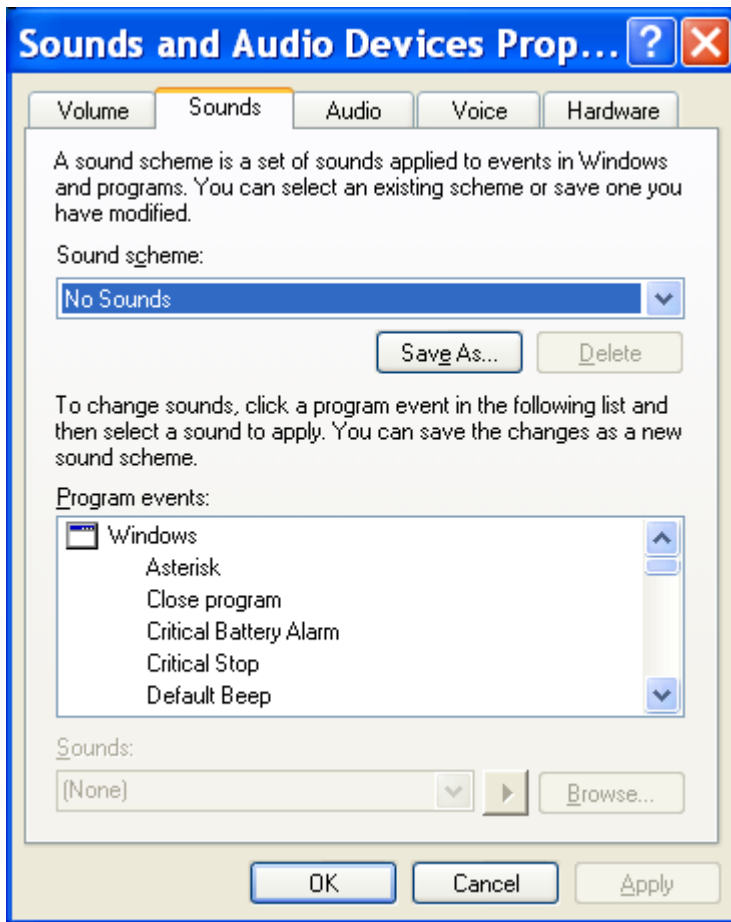 Sounds and Audio Devices Prop...
Volume
Sounds
Audio
Voice
Hardware
A sound scheme is a set of sounds applied to events in Windows
and programs. You can select an existing scheme or save one you
have modified.
Sound scheme:
No Sounds
Save As...
Delete
To change sounds, click a program event in the following list and
then select a sound to apply. You can save the changes as a new
sound scheme.
Program events:
Windows
Asterisk
Close program
Critical Battery Alarm
Critical Stop
Default Beep
Sounds:
(None)
Browse...
OK
Cancel
Apply